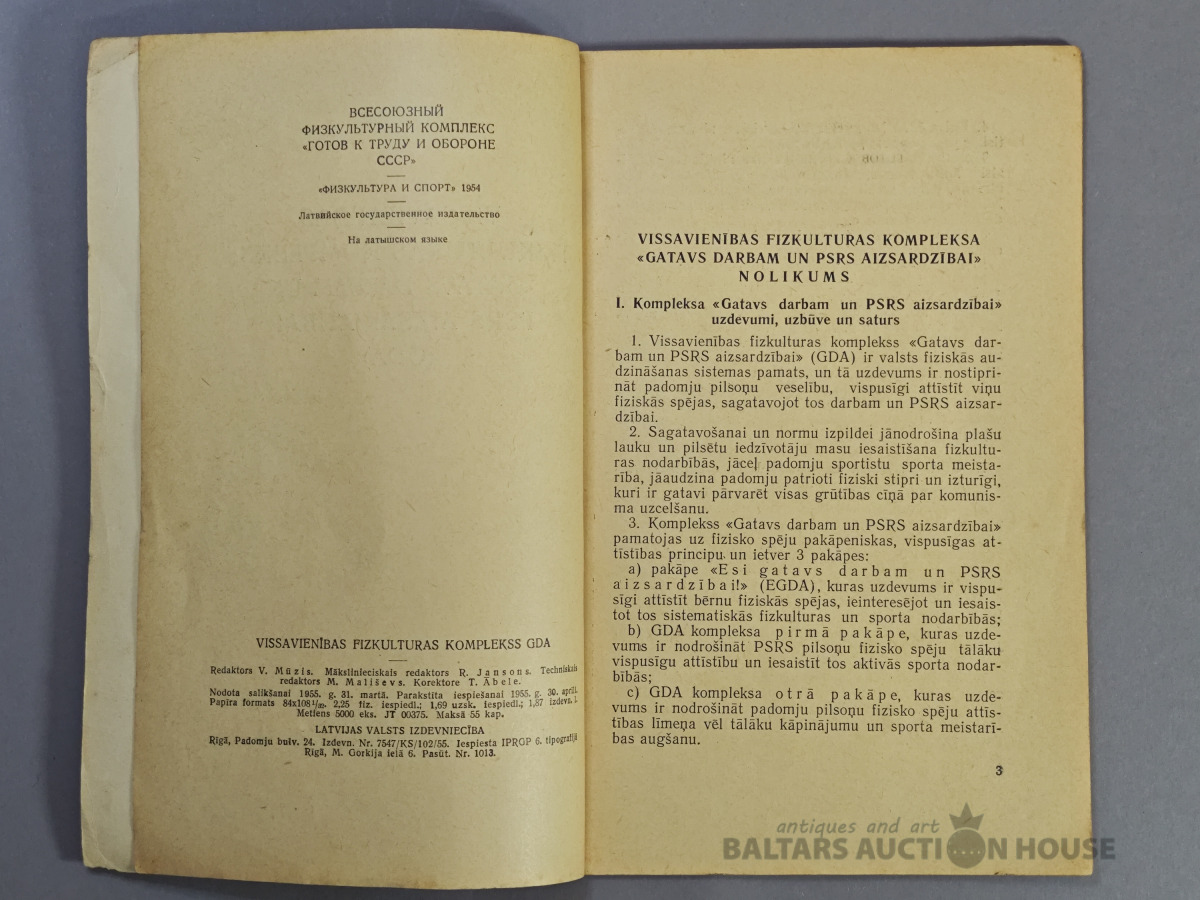 ВСЕСОЮЗНЫЙ
ФИЗКУЛЬТУРНЫЙ КОМПЛЕКС
«ГОТОВ К ТРУДУ И ОБОРОНЕ
СССР»
«ФИЗКУЛЬТУРА И СПОРТ» 1954
Латвийское государственное издательство
На латышском языке
VISSAVIENĪBAS FIZKULTURAS KOMPLEKSS GDA
Redaktors V. Mūzis. Mākslinieciskais redaktors R. Jansons. Techniskais
redaktors M. Mališevs. Korektore T. Ābele.
Nodota salikšanai 1955. g. 31. martā. Parakstīta iespiešanai 1955. g. 30. aprīlī.
Papīra formats 84x108 1/32. 2,25 fiz. iespiedl.; 1,69 uzsk. iespiedl.; 1,87 izdevn. l.
Metiens 5000 eks. JT 00375. Maksā 55 kap.
LATVIJAS VALSTS IZDEVNIECĪBA
Rīgā, Padomju bulv. 24. Izdevn. Nr. 7547/KS/102/55. Iespiesta IPRGP 6. tipografijā
Rīgā, M. Gorkija ielā 6. Pasūt. Nr. 1013.
VISSAVIENĪBAS FIZKULTURAS KOMPLEKSA
«GATAVS DARBAM UN PSRS AIZSARDZĪBAI»
NOLIKUMS
I. Kompleksa «Gatavs darbam un PSRS aizsardzībai»
uzdevumi, uzbūve un saturs
1. Vissavienības fizkulturas komplekss «Gatavs dar-
bam un PSRS aizsardzībai» (GDA) ir valsts fiziskās au-
dzināšanas sistemas pamats, un tā uzdevums ir nostipri-
nāt padomju pilsoņu veselību, vispusīgi attīstīt viņu
fiziskās spējas, sagatavojot tos darbam un PSRS aizsar-
dzībai.
2. Sagatavošanai un normu izpildei jānodrošina plašu
lauku un pilsētu iedzīvotāju masu iesaistīšana fizkultu-
ras nodarbībās, jāceļ padomju sportistu sporta meista-
rība, jāaudzina padomju patrioti fiziski stipri un izturīgi,
kuri ir gatavi pārvarēt visas grūtības cīņā par komunis-
ma uzcelšanu.
3. Komplekss «Gatavs darbam un PSRS aizsardzībai»
pamatojas uz fizisko spēju pakāpeniskas, vispusīgas at-
tīstības principu un ietver 3 pakāpes:
a) pakāpe «Esi gatavs darbam un PSRS
aizsardzībai!» (EGDA), kuras uzdevums ir vispu-
sīgi attīstīt bērnu fiziskās spējas, ieinteresējot un iesais-
tot tos sistematiskās fizkulturas un sporta nodarbībās;
b) GDA kompleksa pirmā pakāpe, kuras uzde-
vums ir nodrošināt PSRS pilsoņu fizisko spēju tālāku
vispusīgu attīstību un iesaistīt tos aktivās sporta nodar-
bībās;
c) GDA kompleksa otrā pakāpe, kuras uzde-
vums ir nodrošināt padomju pilsoņu fizisko spēju attīs-
tības līmeņa vēl tālāku kāpinājumu un sporta meistarī-
bas augšanu.
3
antiques and art
BALTARS AUCTION HOUSE